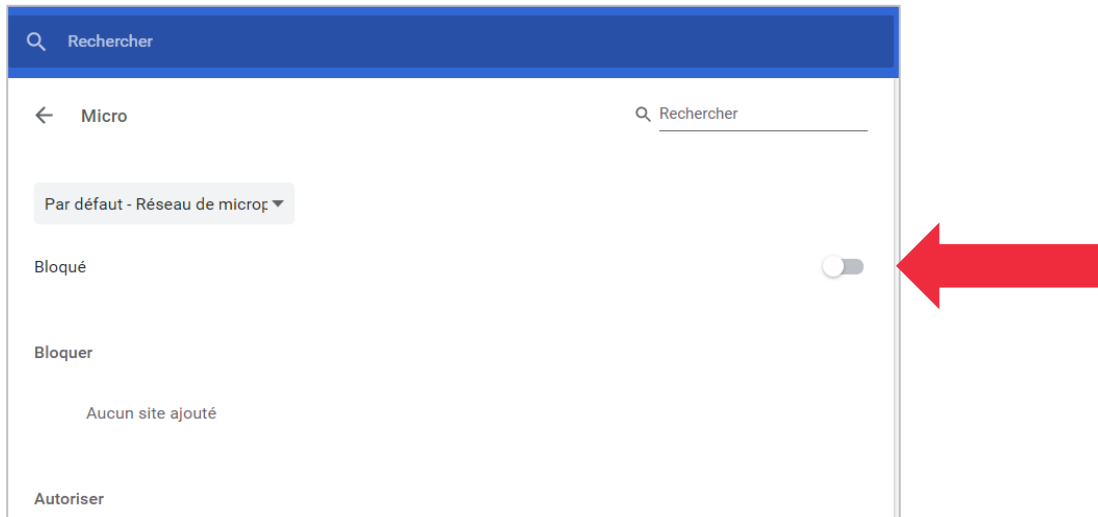 Rechercher
Micro
Rechercher
Par défaut - Réseau de microp
Bloqué
Bloquer
Aucun site ajouté
Autoriser